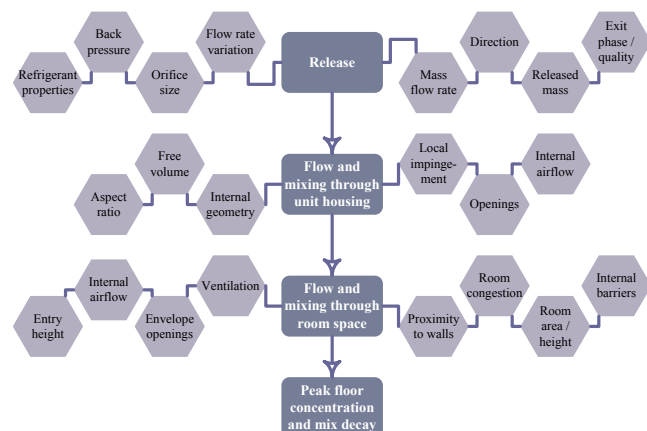 Back
pressure
Flow rate
variation
Refrigerant
properties
Orifice
size
Release
Direction
Exit
phase /
quality
Mass
flow rate
Released
mass
Free
volume
Aspect
ratio
Internal
geometry
Flow and
mixing through
unit housing
Local
impinge-
ment
Internal
airflow
Openings
Internal
airflow
Ventilation
Entry
height
Envelope
openings
Flow and
mixing through
room space
Room
congestion
Internal
barriers
Proximity
to walls
Room
area /
height
Peak floor
concentration
and mix decay